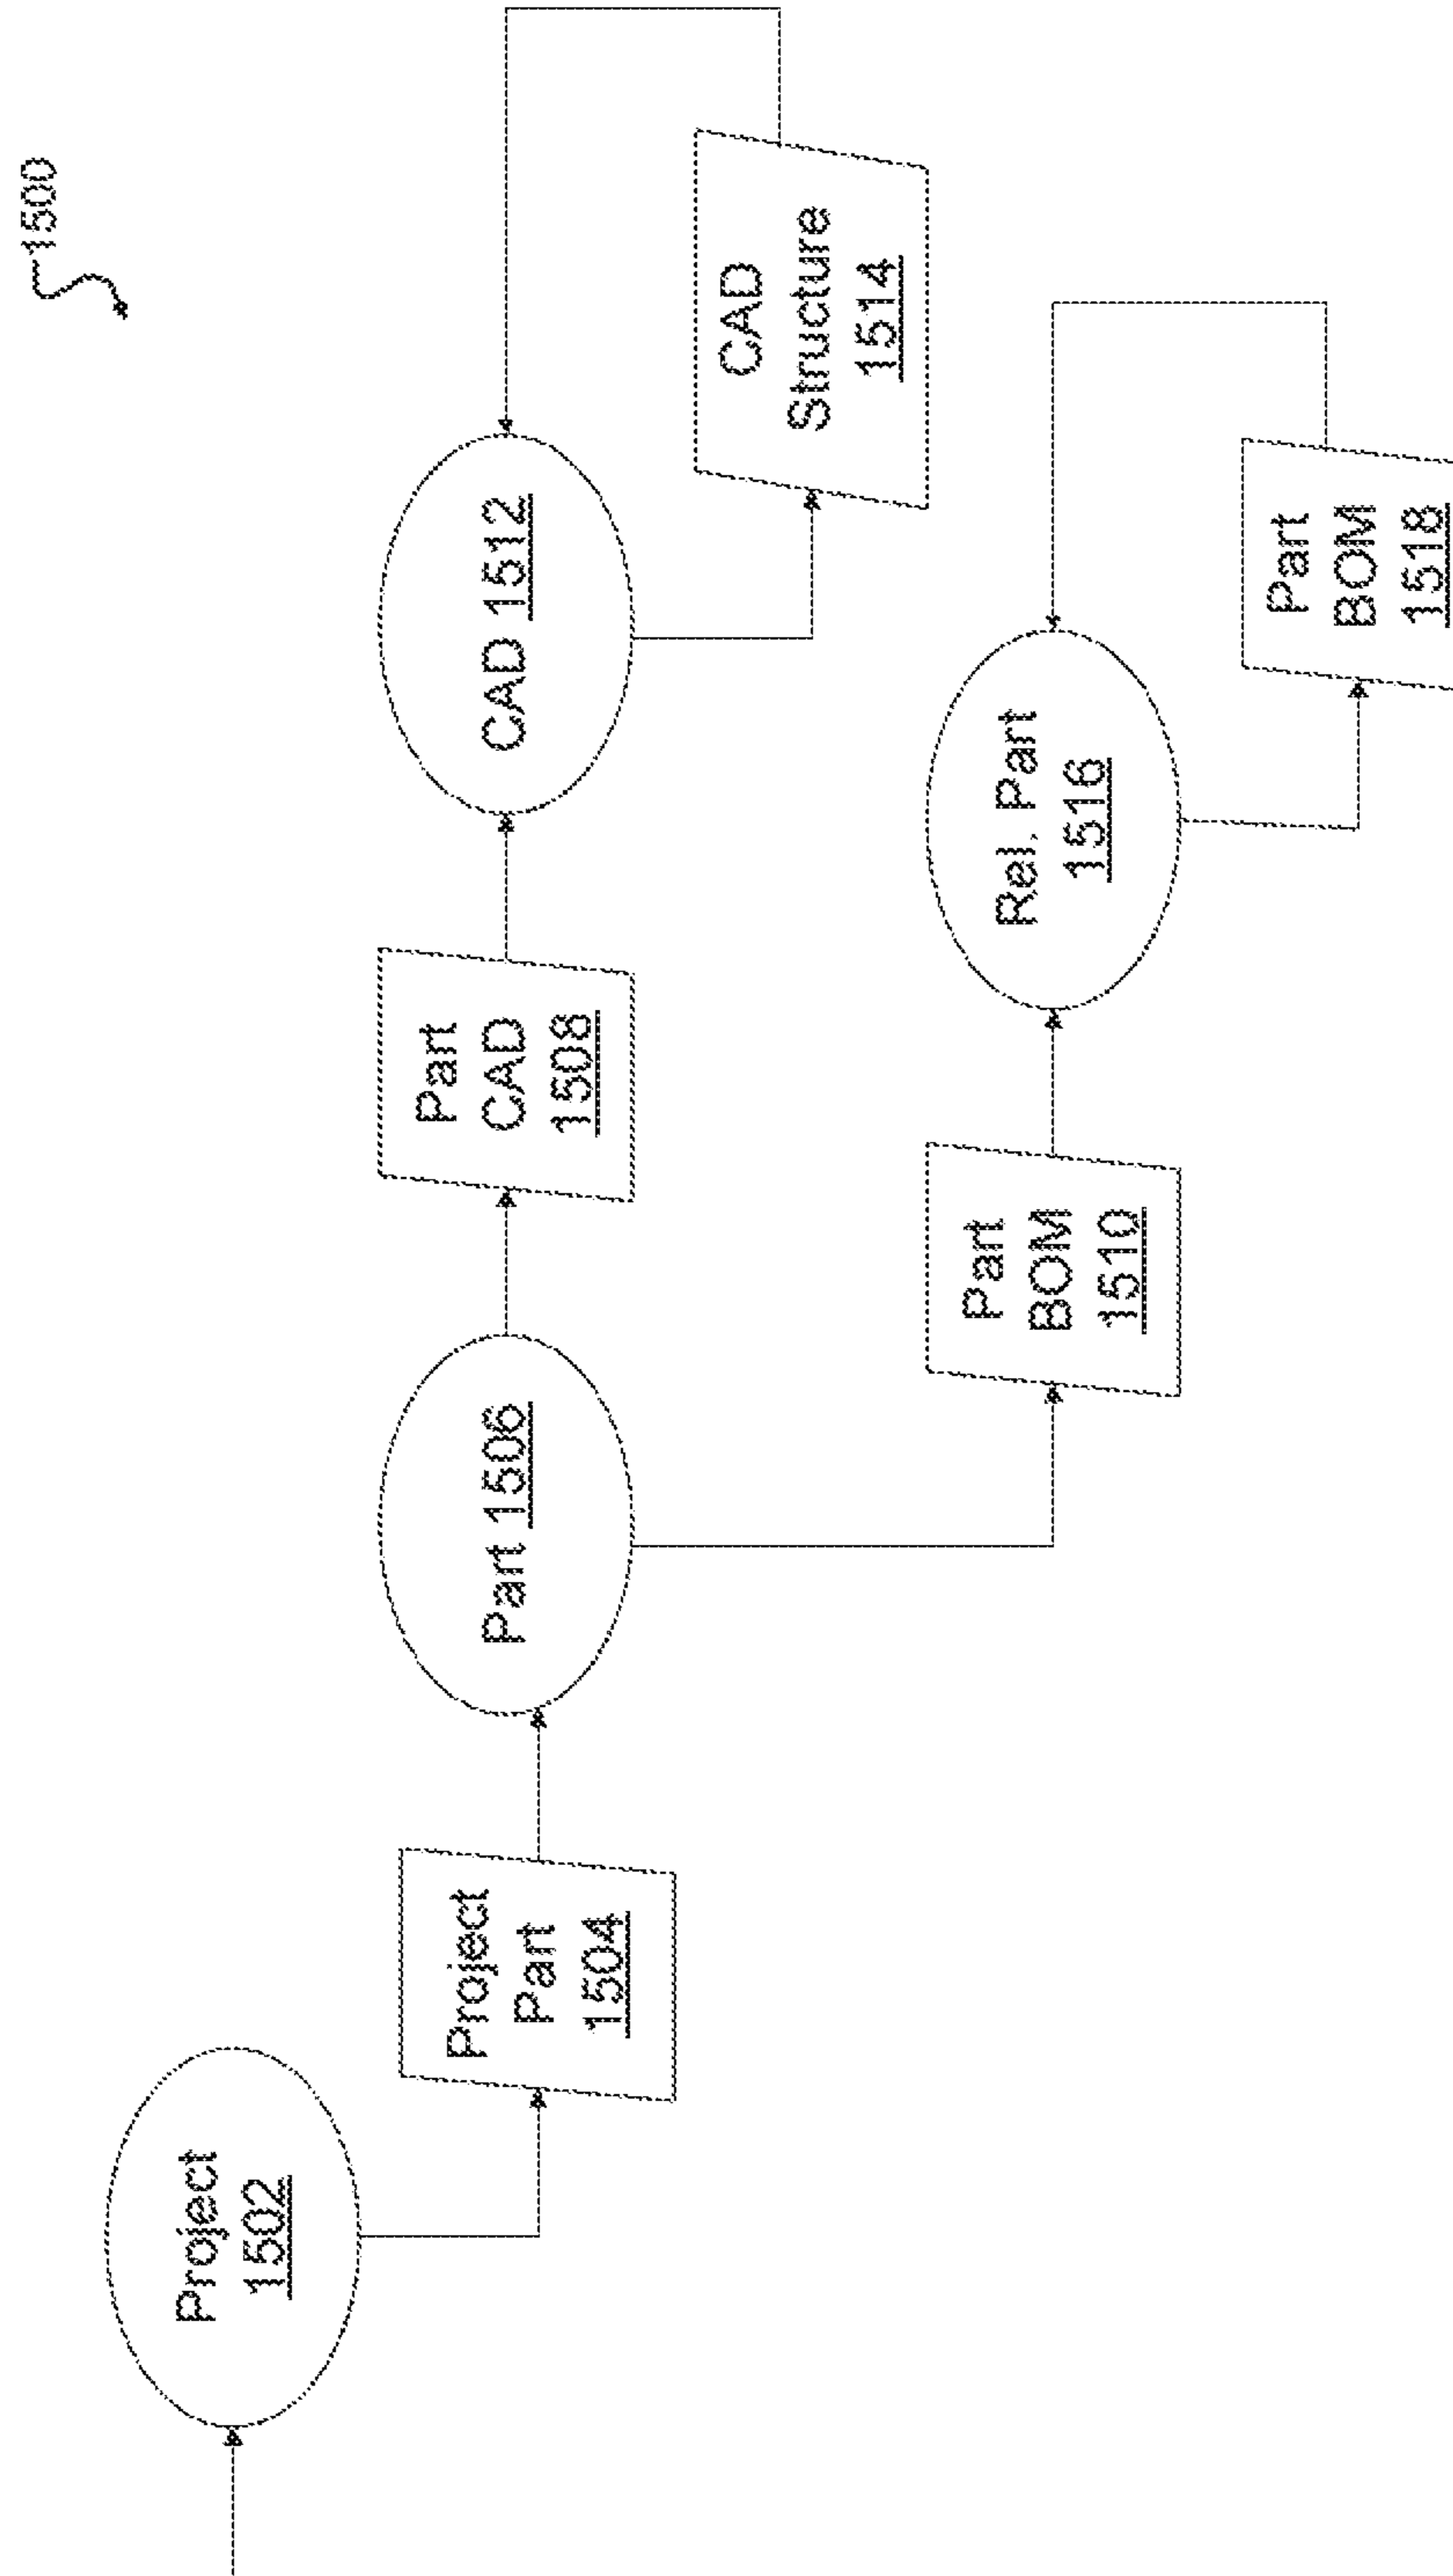 1500
Project
1502
Project
Part
1504
Part 1506
Part
CAD
1508
CAD 1512
CAD
Structure
1514
Part
BOM
1510
Rel. Part
1516
Part
BOM
1518